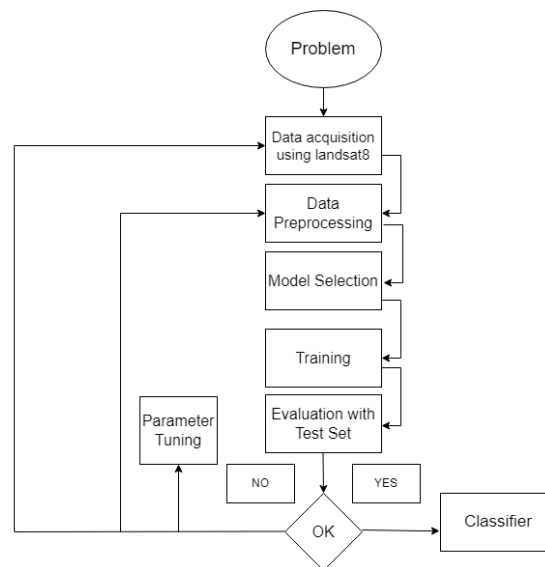 Problem
Data acquisition
using landsat8
Data
Preprocessing
Model Selection
Training
Evaluation with
Test Set
Parameter
Tuning
NO
YES
OK
Classifier